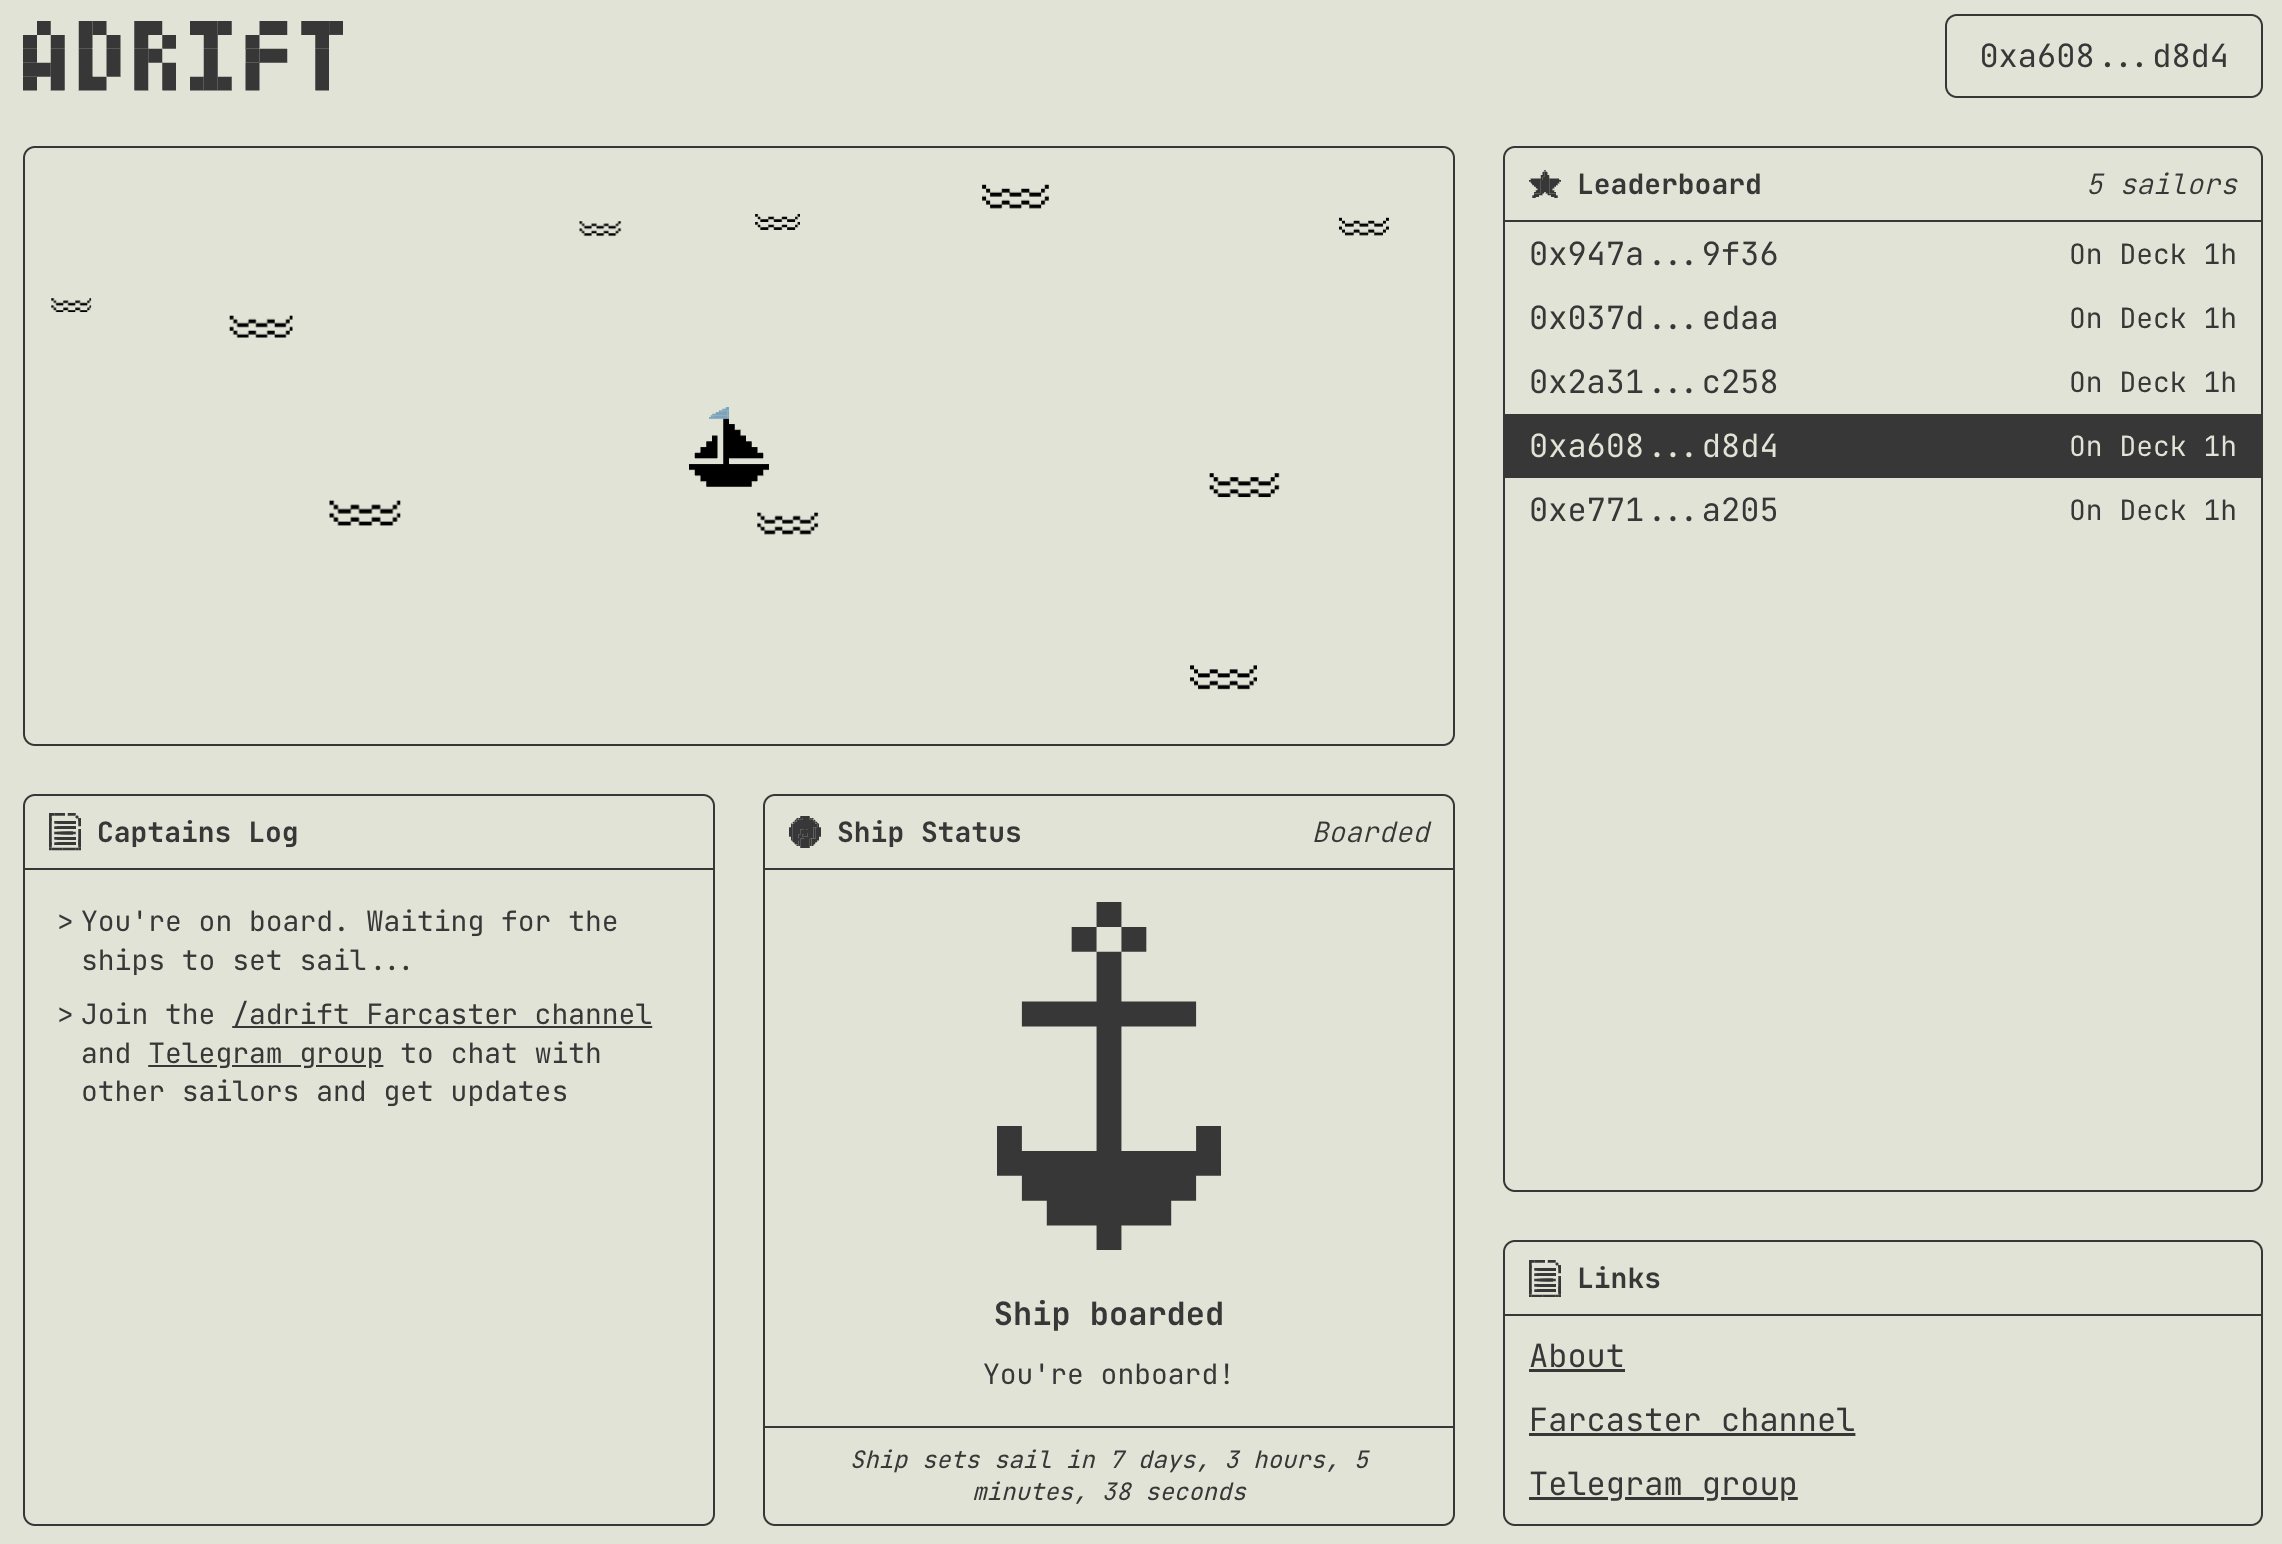 ADRIFT
0xa608...d8d4
Leaderboard
5 sailors
0x947a...9f36
On Deck 1h
0x037d...edaa
On Deck 1h
0x2a31...c258
On Deck 1h
0xa608...d8d4
On Deck 1h
0xe771...a205
On Deck 1h
Captains Log
> You're on board. Waiting for the
ships to set sail...
> Join the /adrift Farcaster channel
and Telegram group to chat with
other sailors and get updates
Ship Status
Boarded
Ship boarded
You're onboard!
Ship sets sail in 7 days, 3 hours, 5
minutes, 38 seconds
Links
About
Farcaster channel
Telegram group